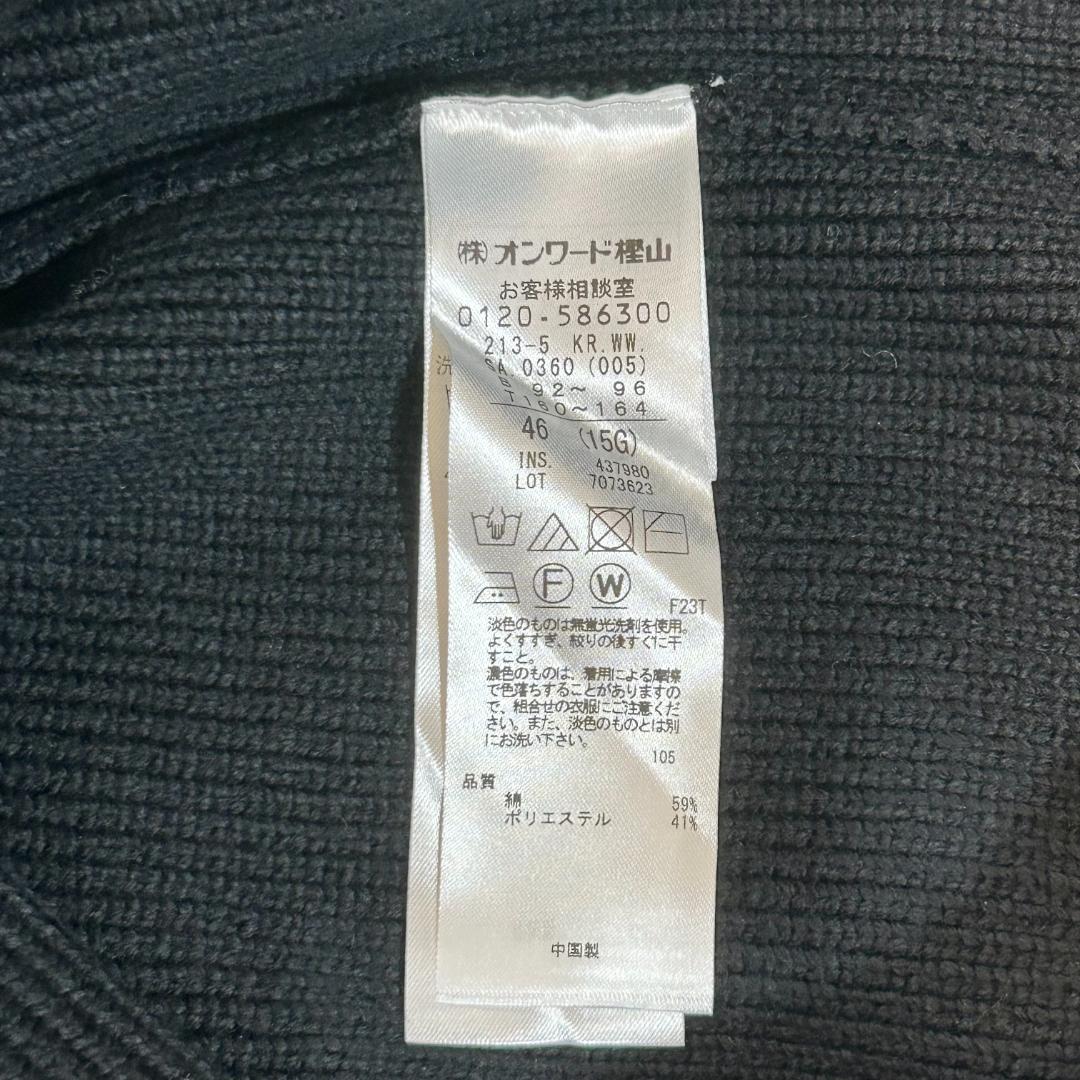 ㈱オンワード樫山
お客様相談室
0120-586300
213-5 KR.WW.
SA.0360 (005)
B 92～ 96
T160～164
46 (15G)
INS. 437980
LOT 7073623
洗
F W
F23T
淡色のものは無蛍光洗剤を使用。
よくすすぎ、絞りの後すぐに干
すこと。
濃色のものは、着用による摩擦
で色落ちすることがありますの
で、組合せの衣服にご注意くだ
さい。また、淡色のものとは別
にお洗い下さい。
105
品質
綿 59%
ポリエステル 41%
中国製